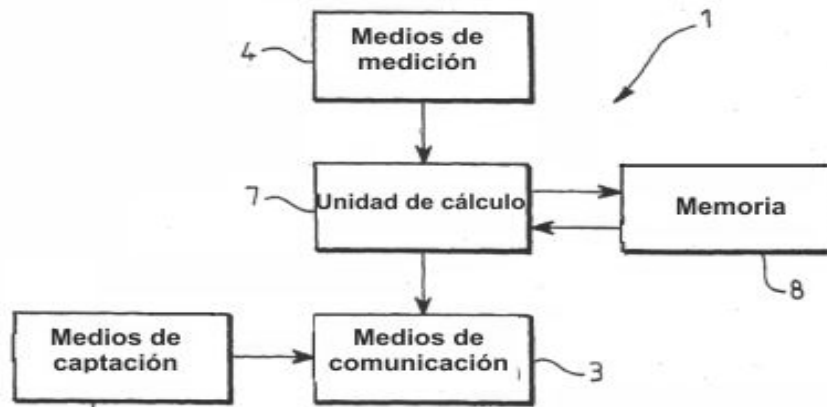 1
4
Medios de
medición
7
Unidad de cálculo
Memoria
8
Medios de
captación
Medios de
comunicación
3